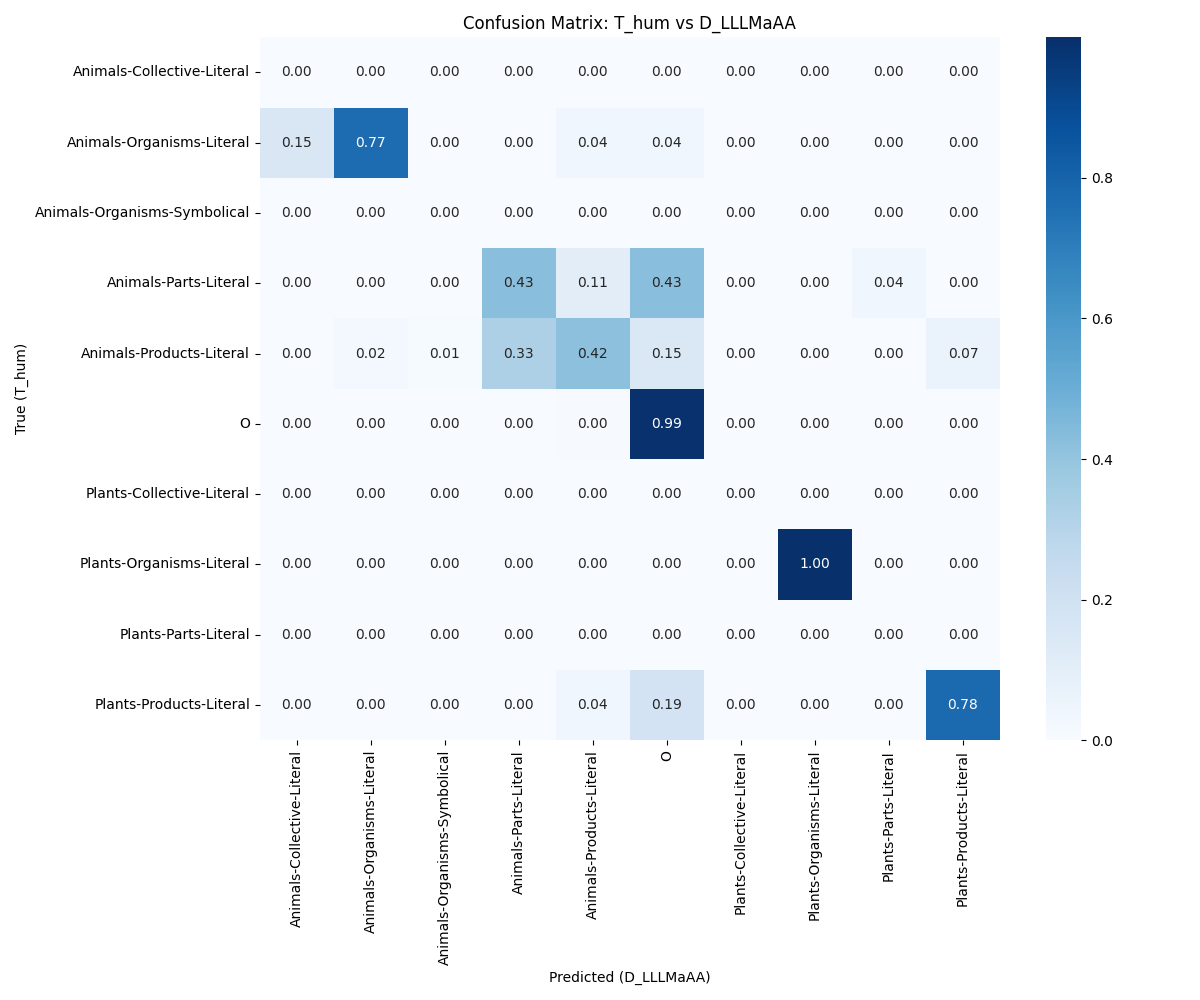 Confusion Matrix: T_hum vs D_LLLMaAA
True (T_hum)
Animals-Collective-Literal 0.00 0.00 0.00 0.00 0.00 0.00 0.00 0.00 0.00 0.00
Animals-Organisms-Literal 0.15 0.77 0.00 0.00 0.04 0.04 0.00 0.00 0.00 0.00
Animals-Organisms-Symbolical 0.00 0.00 0.00 0.00 0.00 0.00 0.00 0.00 0.00 0.00
Animals-Parts-Literal 0.00 0.00 0.00 0.43 0.11 0.43 0.00 0.00 0.04 0.00
Animals-Products-Literal 0.00 0.02 0.01 0.33 0.42 0.15 0.00 0.00 0.00 0.07
O 0.00 0.00 0.00 0.00 0.00 0.99 0.00 0.00 0.00 0.00
Plants-Collective-Literal 0.00 0.00 0.00 0.00 0.00 0.00 0.00 0.00 0.00 0.00
Plants-Organisms-Literal 0.00 0.00 0.00 0.00 0.00 0.00 0.00 1.00 0.00 0.00
Plants-Parts-Literal 0.00 0.00 0.00 0.00 0.00 0.00 0.00 0.00 0.00 0.00
Plants-Products-Literal 0.00 0.00 0.00 0.00 0.04 0.19 0.00 0.00 0.00 0.78
Animals-Collective-Literal
Animals-Organisms-Literal
Animals-Organisms-Symbolical
Animals-Parts-Literal
Animals-Products-Literal
O
Plants-Collective-Literal
Plants-Organisms-Literal
Plants-Parts-Literal
Plants-Products-Literal
Predicted (D_LLLMaAA)
0.8
0.6
0.4
0.2
0.0